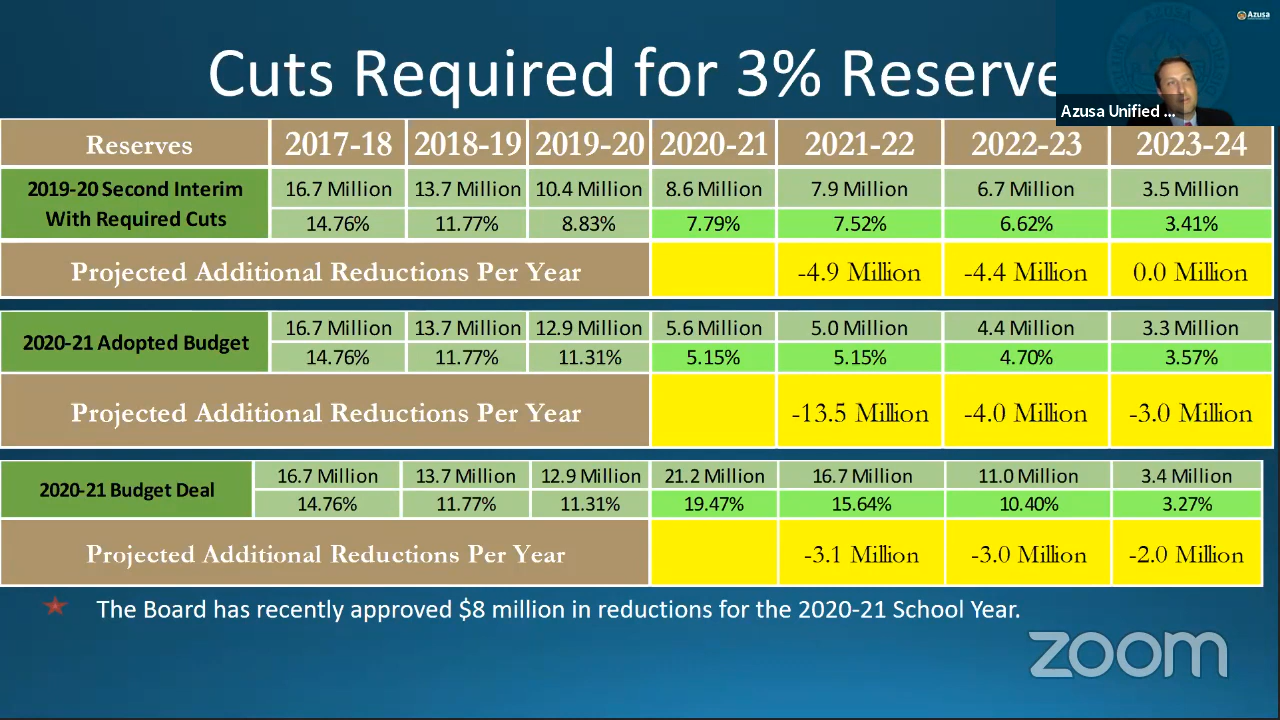 Azusa
Cuts Required for 3% Reserve
Azusa Unified ...
Reserves 2017-18 2018-19 2019-20 2020-21 2021-22 2022-23 2023-24
2019-20 Second Interim
With Required Cuts
16.7 Million 13.7 Million 10.4 Million 8.6 Million 7.9 Million 6.7 Million 3.5 Million
14.76% 11.77% 8.83% 7.79% 7.52% 6.62% 3.41%
Projected Additional Reductions Per Year -4.9 Million -4.4 Million 0.0 Million
2020-21 Adopted Budget
16.7 Million 13.7 Million 12.9 Million 5.6 Million 5.0 Million 4.4 Million 3.3 Million
14.76% 11.77% 11.31% 5.15% 5.15% 4.70% 3.57%
Projected Additional Reductions Per Year -13.5 Million -4.0 Million -3.0 Million
2020-21 Budget Deal
16.7 Million 13.7 Million 12.9 Million 21.2 Million 16.7 Million 11.0 Million 3.4 Million
14.76% 11.77% 11.31% 19.47% 15.64% 10.40% 3.27%
Projected Additional Reductions Per Year -3.1 Million -3.0 Million -2.0 Million
The Board has recently approved $8 million in reductions for the 2020-21 School Year.
zoom